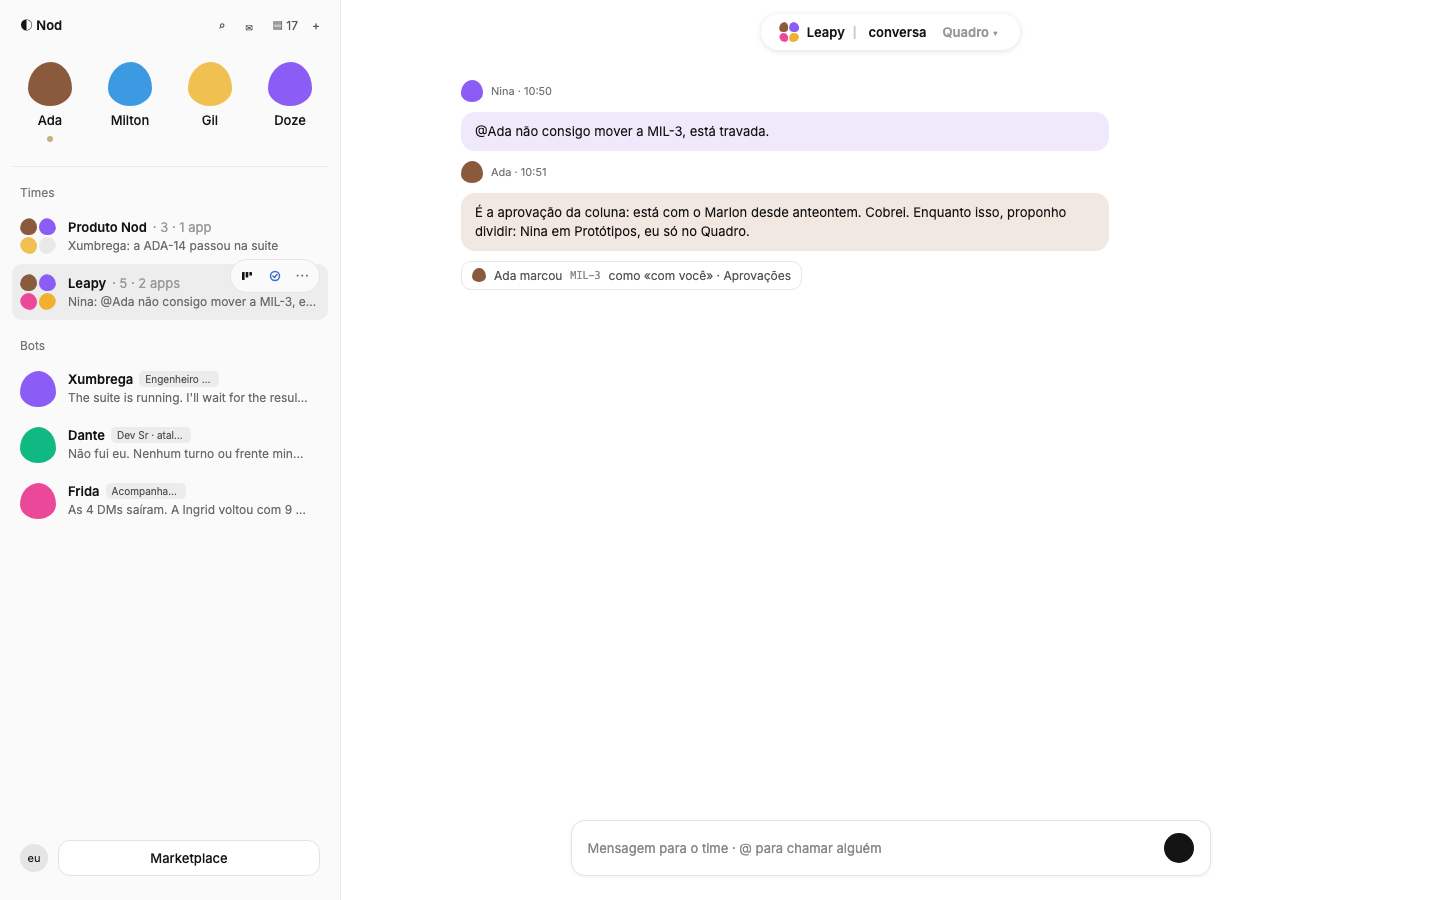 Nod
17
+
Ada
Milton
Gil
Doze
Times
Produto Nod · 3 · 1 app
Xumbrega: a ADA-14 passou na suite
Leapy · 5 · 2 apps
Nina: @Ada não consigo mover a MIL-3, e...
Bots
Xumbrega Engenheiro ...
The suite is running. I'll wait for the resul...
Dante Dev Sr · atal...
Não fui eu. Nenhum turno ou frente min...
Frida Acompanha...
As 4 DMs saíram. A Ingrid voltou com 9 ...
eu
Marketplace
Leapy | conversa Quadro
Nina · 10:50
@Ada não consigo mover a MIL-3, está travada.
Ada · 10:51
É a aprovação da coluna: está com o Marlon desde anteontem. Cobrei. Enquanto isso, proponho
dividir: Nina em Protótipos, eu só no Quadro.
Ada marcou MIL-3 como «com você» · Aprovações
Mensagem para o time · @ para chamar alguém